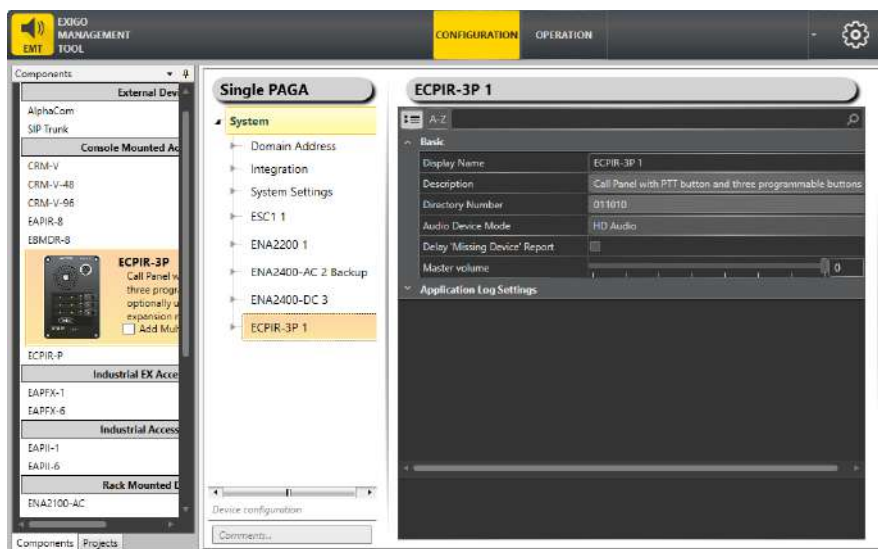 EXIGO
MANAGEMENT
TOOL
EMT
CONFIGURATION
OPERATION
Components
External Devi
AlphaCom
SIP Trunk
Console Mounted Ac
CRM-V
CRM-V-48
CRM-V-96
EAPIR-8
EBMDR-8
ECPIR-3P
Call Panel w
three progr
optionally u
expansion r
Add Mul
ECPIR-P
Industrial EX Acce
EAPFX-1
EAPFX-6
Industrial Access
EAPII-1
EAPII-6
Rack Mounted D
ENA2100-AC
Components Projects
Single PAGA
System
Domain Address
Integration
System Settings
ESC1 1
ENA2200 1
ENA2400-AC 2 Backup
ENA2400-DC 3
ECPIR-3P 1
Device configuration
Comments...
ECPIR-3P 1
A-Z
Basic
Display Name ECPIR-3P 1
Description Call Panel with PTT button and three programmable buttons
Directory Number 011010
Audio Device Mode HD Audio
Delay 'Missing Device' Report
Master volume 0
Application Log Settings